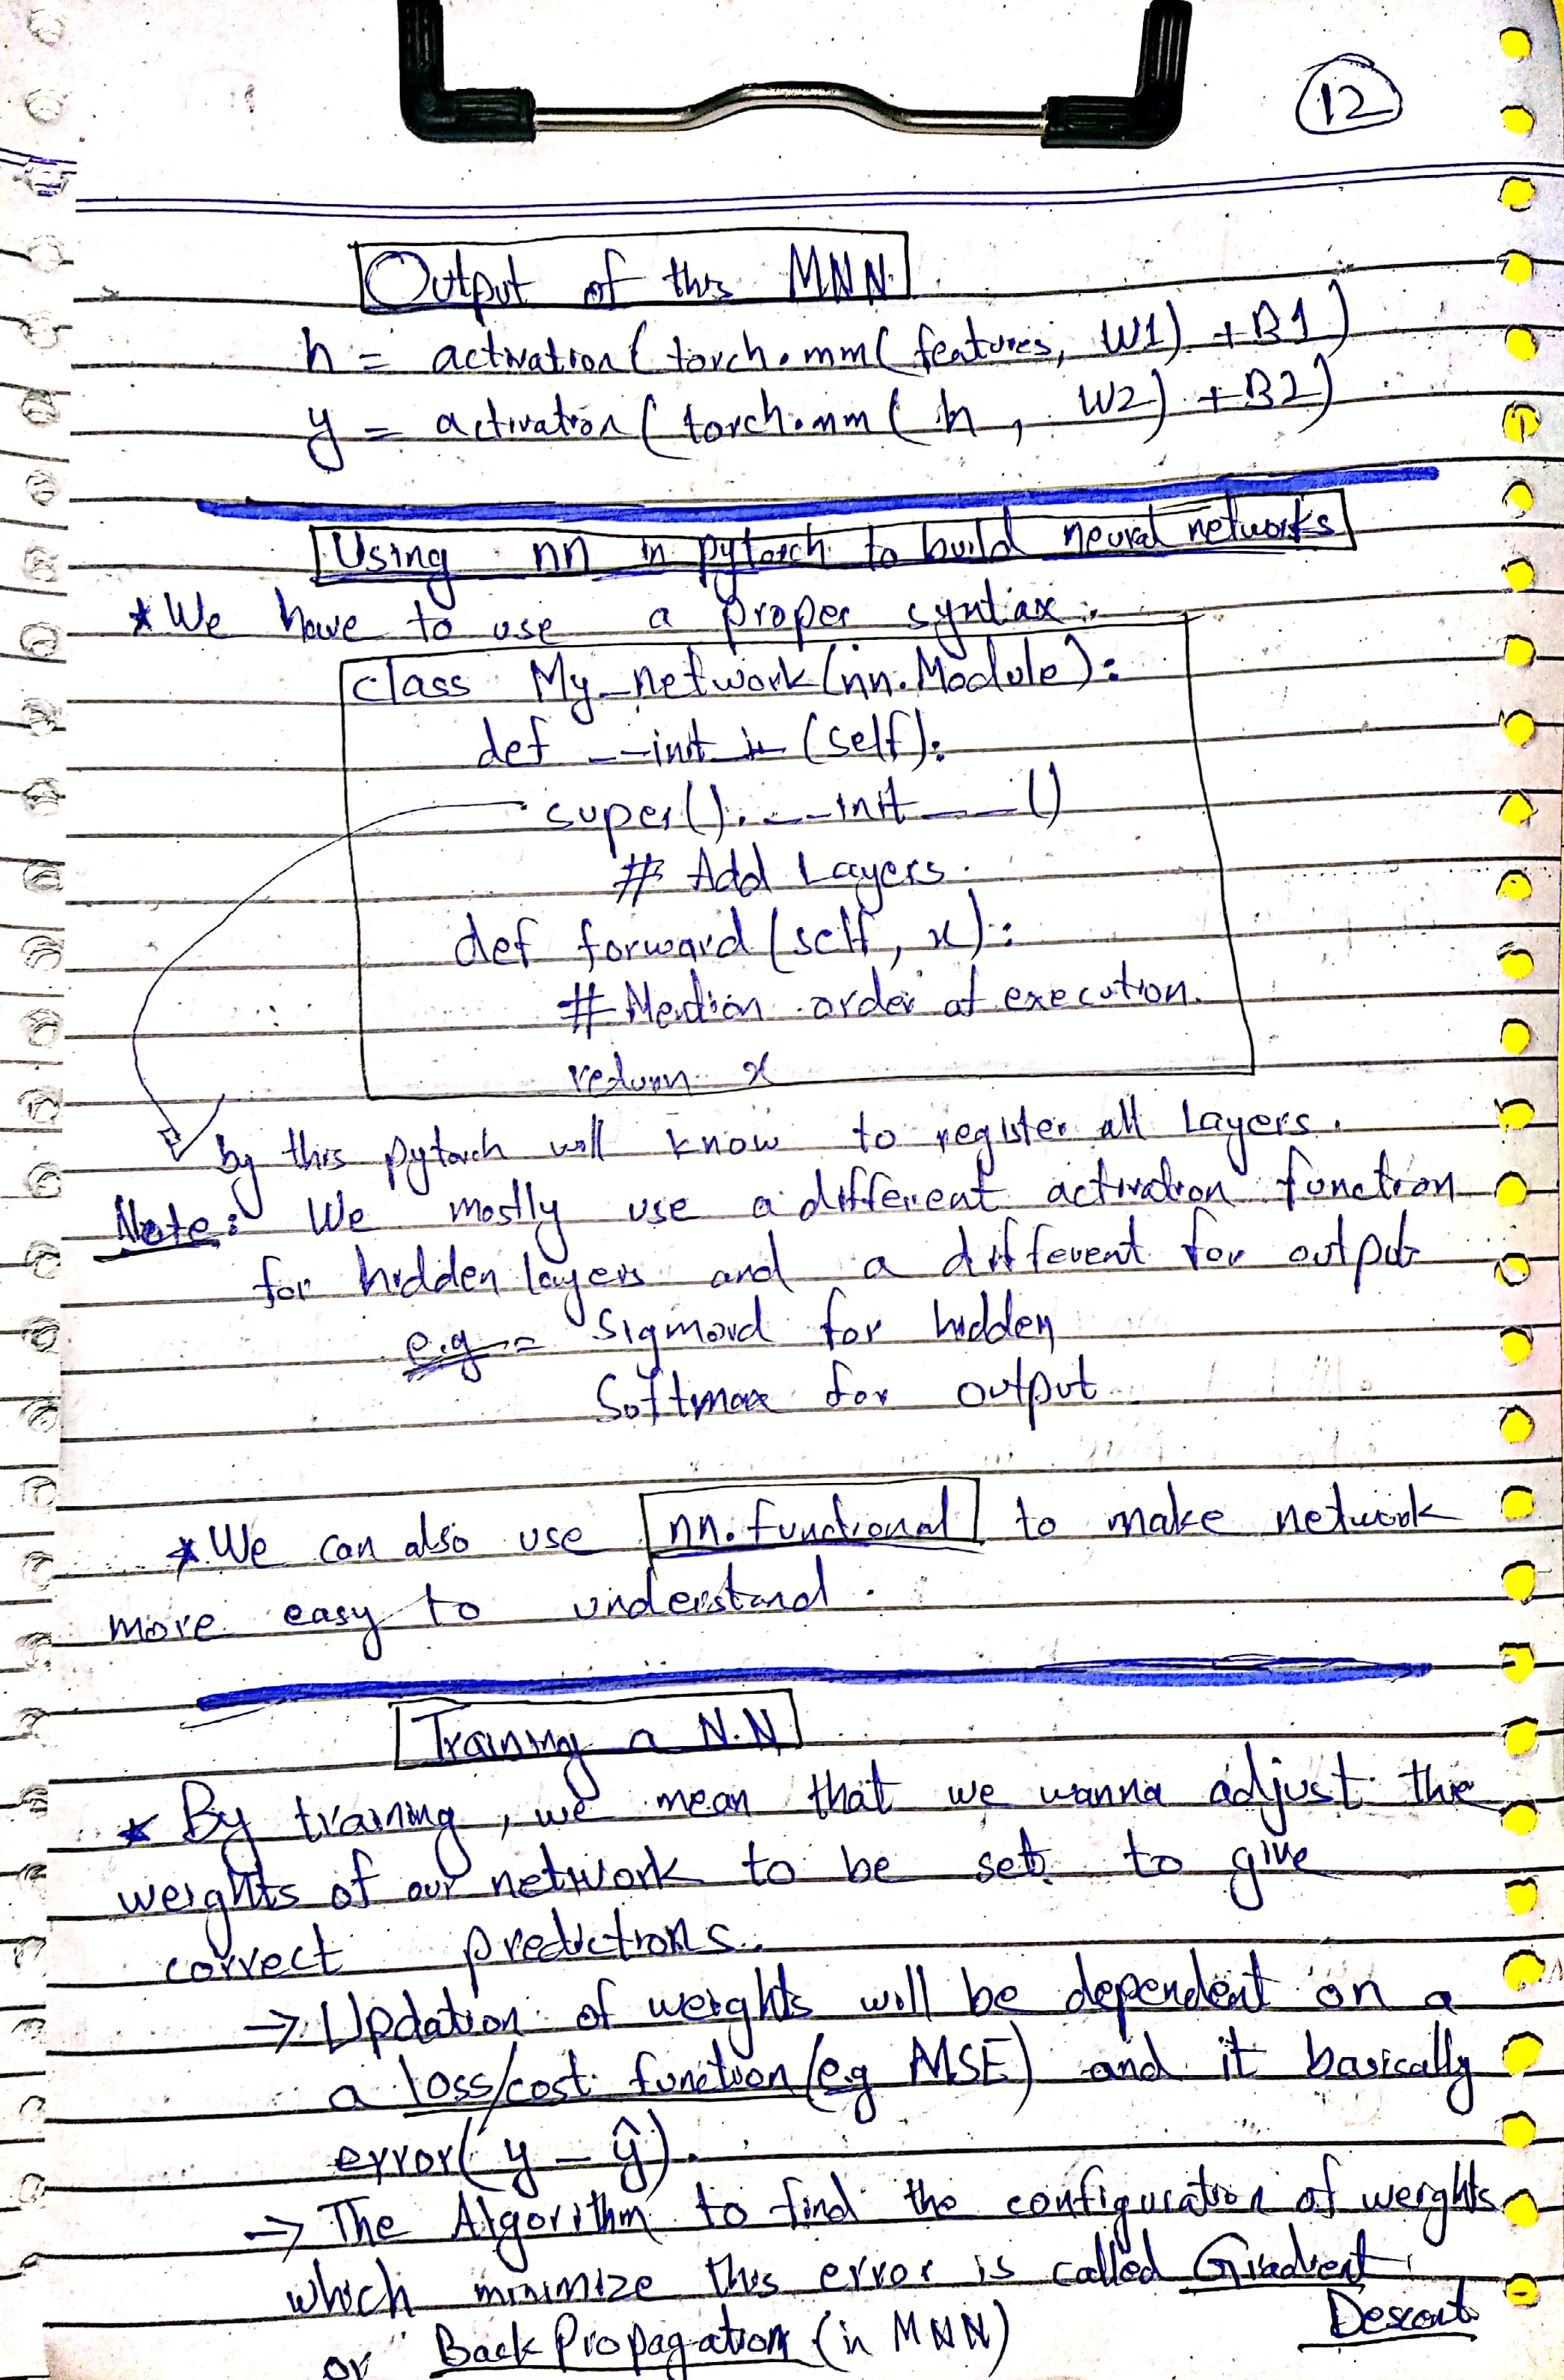 12
Output of this MNN
h = activation(torch.mm(features, W1) + B1)
y = activation(torch.mm(h, W2) + B2)
Using nn in pytorch to build neural networks
* We have to use a proper syntax.
class My_network(nn.Module):
def __init__(self):
super().__init__()
# Add Layers.
def forward(self, x):
# Mention order of execution.
return x
by this pytorch will know to register all Layers.
Note: We mostly use a different activation function
for hidden layers and a different for output
e.g = Sigmoid for hidden
Softmax for output
* We can also use nn.functional to make network
more easy to understand.
Training a N.N
* By training, we mean that we wanna adjust the
weights of our network to be set to give
correct predictions.
→ Updation of weights will be dependent on a
a loss/cost function (eg MSE) and it basically
error(y - ŷ).
→ The Algorithm to find the configuration of weights
which minimize this error is called Gradient
Descent
or Back Propagation (in MNN)